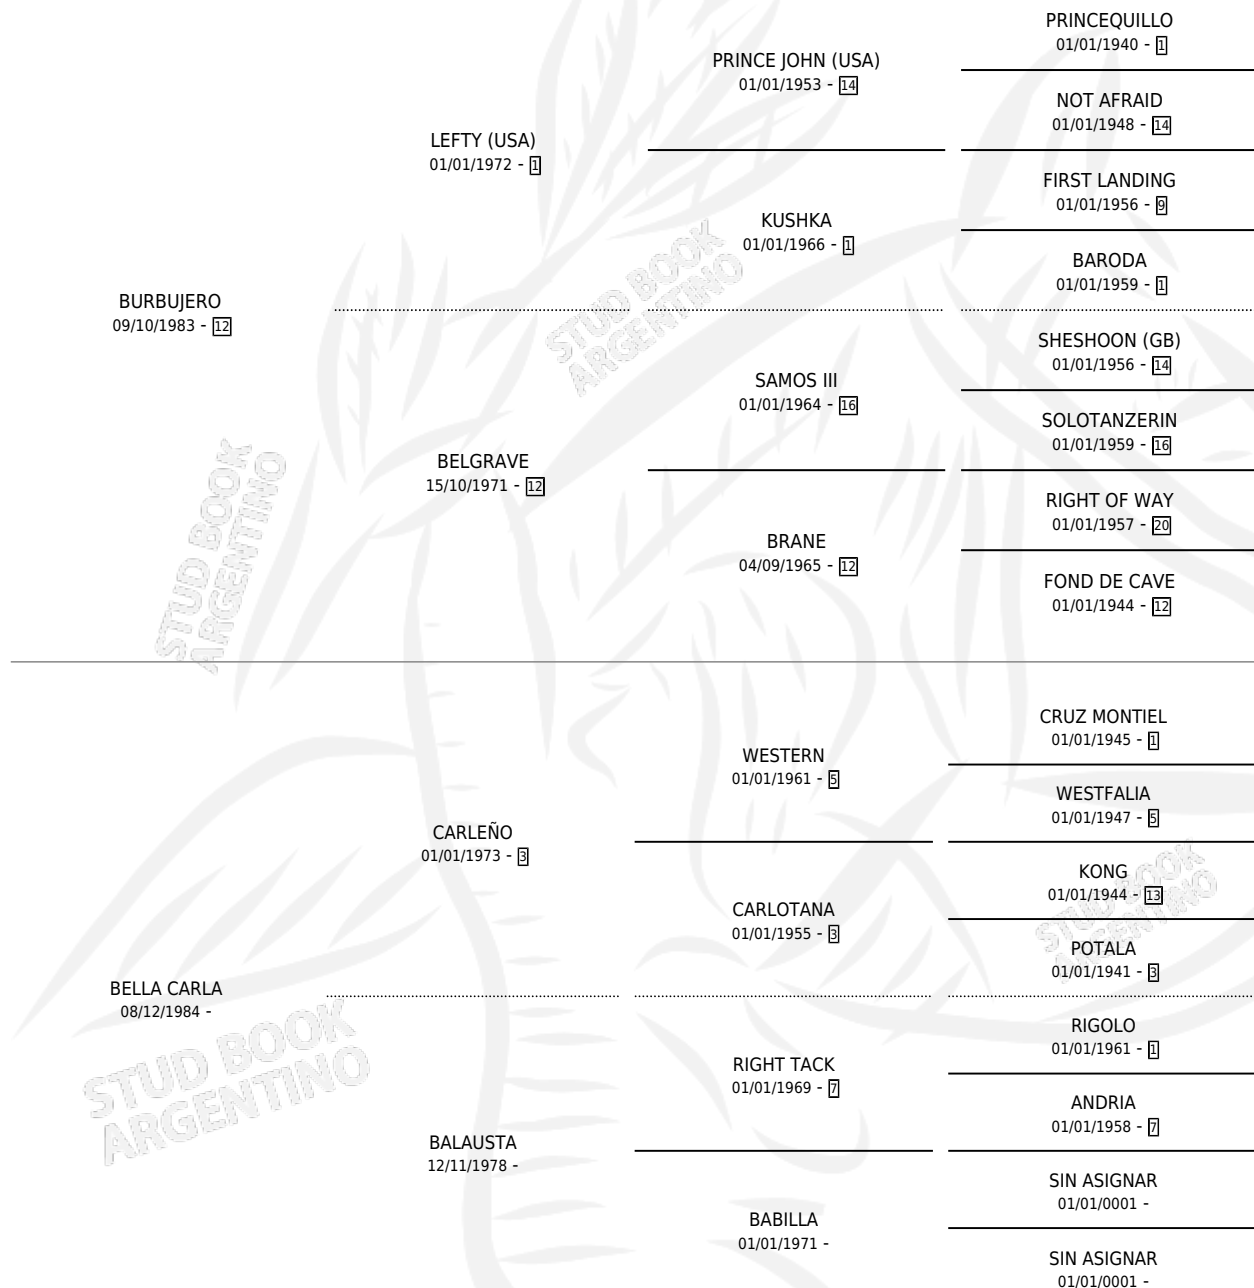 PRINCEQUILLO
01/01/1940 - 1
PRINCE JOHN (USA)
01/01/1953 - 14
NOT AFRAID
01/01/1948 - 14
LEFTY (USA)
01/01/1972 - 1
FIRST LANDING
01/01/1956 - 9
KUSHKA
01/01/1966 - 1
BARODA
01/01/1959 - 1
BURBUJERO
09/10/1983 - 12
SHESHOON (GB)
01/01/1956 - 14
SAMOS III
01/01/1964 - 16
SOLOTANZERIN
01/01/1959 - 16
BELGRAVE
15/10/1971 - 12
RIGHT OF WAY
01/01/1957 - 20
BRANE
04/09/1965 - 12
FOND DE CAVE
01/01/1944 - 12
STUD BOOK
ARGENTINO
STUD BOOK
ARGENTINO
CRUZ MONTIEL
01/01/1945 - 1
WESTERN
01/01/1961 - 5
WESTFALIA
01/01/1947 - 5
CARLEÑO
01/01/1973 - 3
KONG
01/01/1944 - 13
CARLOTANA
01/01/1955 - 3
POTALA
01/01/1941 - 3
STUD BOOK
ARGENTINO
BELLA CARLA
08/12/1984 -
RIGOLO
01/01/1961 - 1
RIGHT TACK
01/01/1969 - 7
ANDRIA
01/01/1958 - 7
BALAUSTA
12/11/1978 -
SIN ASIGNAR
01/01/0001 -
BABILLA
01/01/1971 -
SIN ASIGNAR
01/01/0001 -
STUD BOOK
ARGENTINO